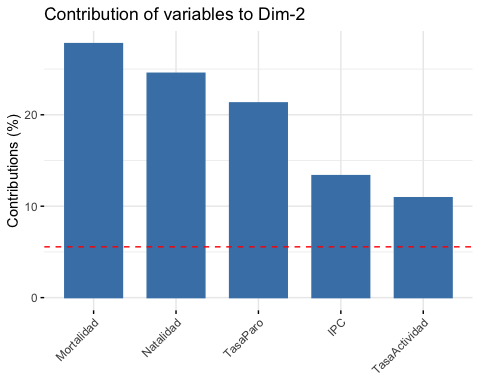 Contribution of variables to Dim-2
Contributions (%)
20
10
0
Mortalidad
Natalidad
TasaParo
IPC
TasaActividad